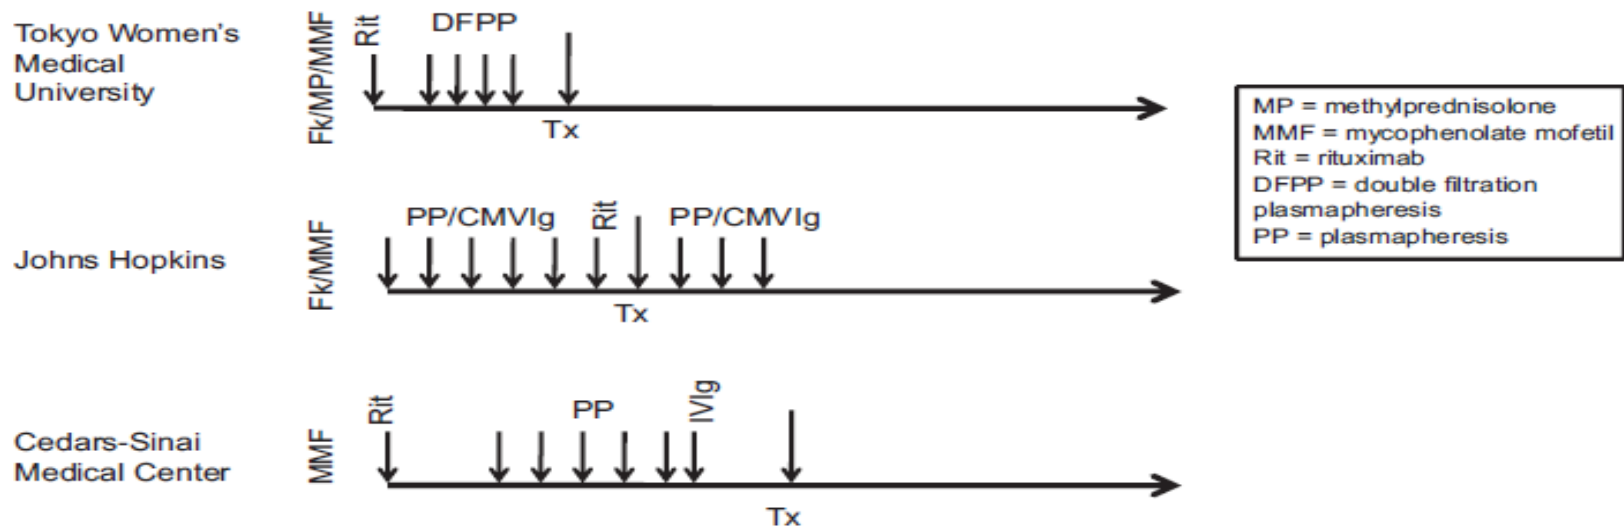 Tokyo Women's
Medical
University
Fk/MP/MMF
Rit
DFPP
Tx
MP = methylprednisolone
MMF = mycophenolate mofetil
Rit = rituximab
DFPP = double filtration
plasmapheresis
PP = plasmapheresis
Johns Hopkins
Fk/MMF
PP/CMVIg
Rit
PP/CMVIg
Tx
Cedars-Sinai
Medical Center
MMF
Rit
PP
IVIg
Tx